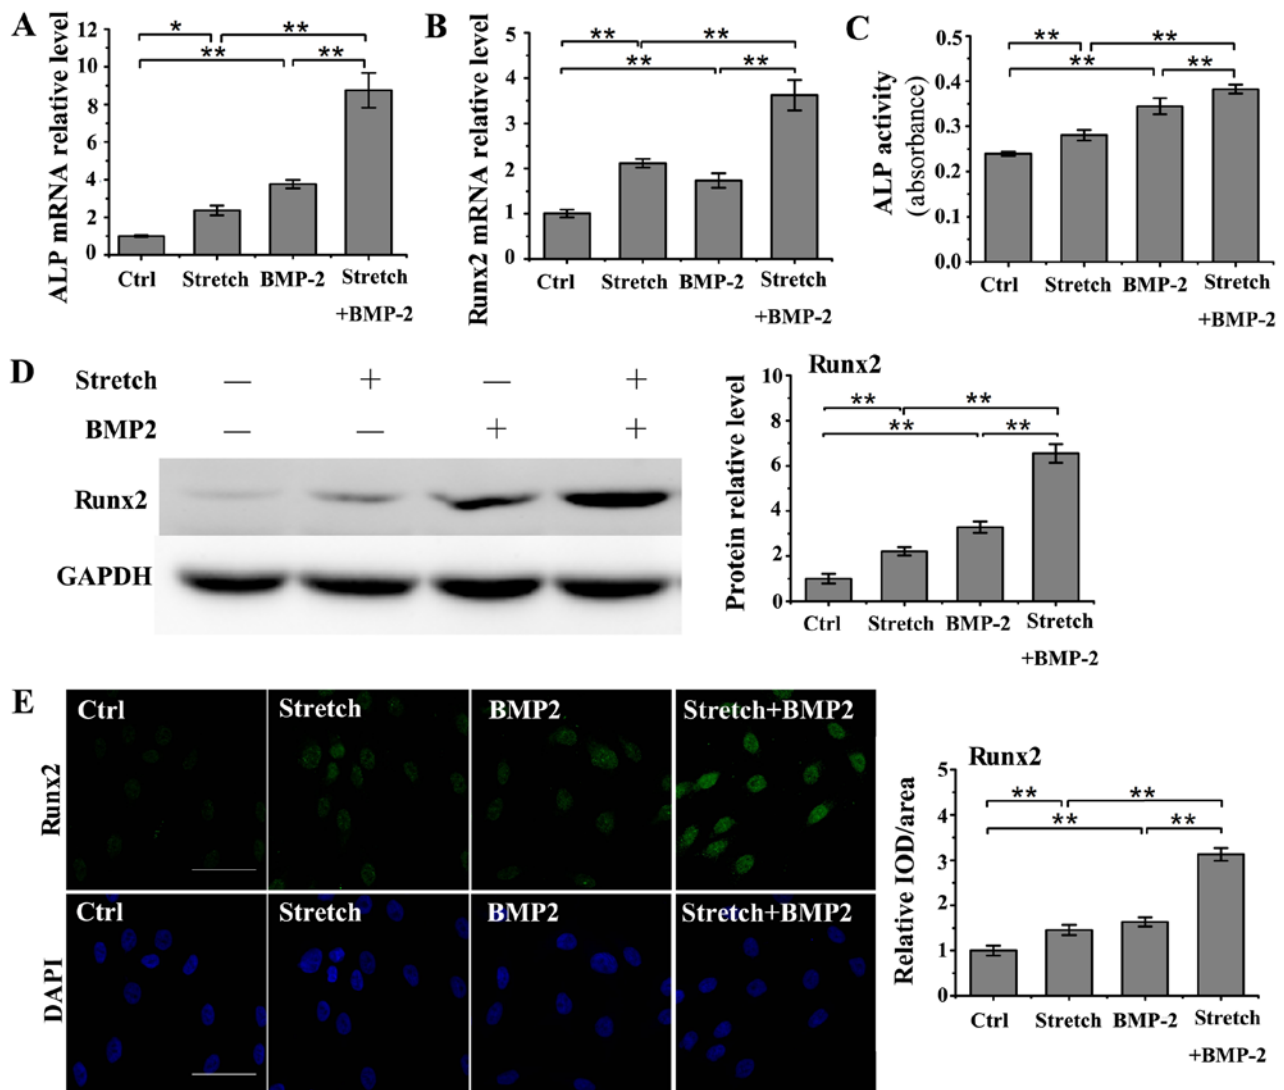 A
ALP mRNA relative level
12
10
8
6
4
2
0
*
**
**
**
Ctrl
Stretch
BMP-2
Stretch
+BMP-2
B
Runx2 mRNA relative level
5
4
3
2
1
0
**
**
**
**
Ctrl
Stretch
BMP-2
Stretch
+BMP-2
C
ALP activity
(absorbance)
0.5
0.4
0.3
0.2
0.1
0.0
**
**
**
**
Ctrl
Stretch
BMP-2
Stretch
+BMP-2
D
Stretch — + — +
BMP2 — — + +
Runx2
GAPDH
Runx2
Protein relative level
10
8
6
4
2
0
**
**
**
**
Ctrl
Stretch
BMP-2
Stretch
+BMP-2
E
Runx2
Ctrl
Stretch
BMP2
Stretch+BMP2
DAPI
Ctrl
Stretch
BMP2
Stretch+BMP2
Runx2
Relative IOD/area
5
4
3
2
1
0
**
**
**
**
Ctrl
Stretch
BMP-2
Stretch
+BMP-2